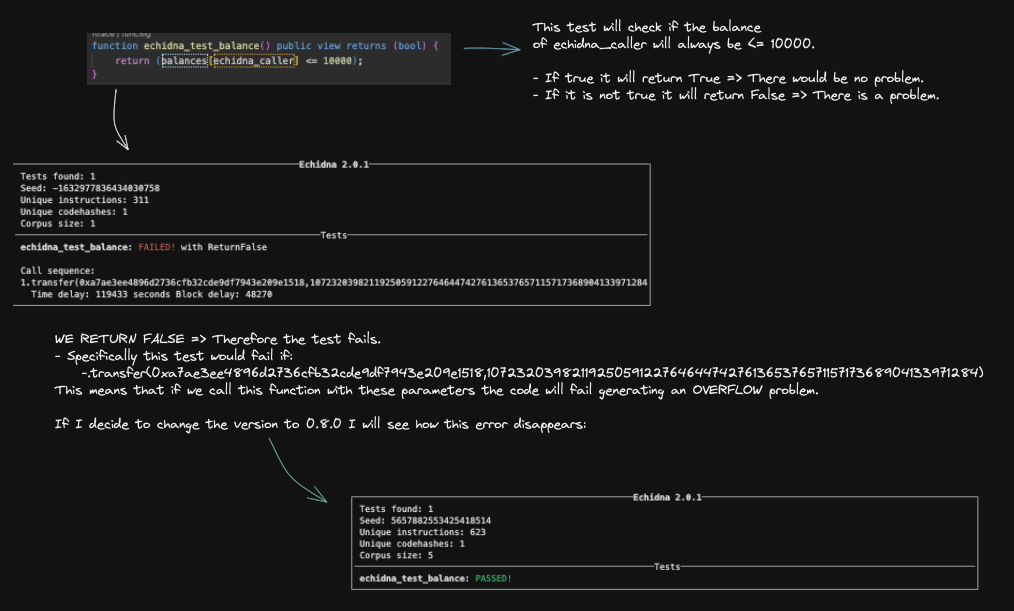 ftrace | funcSig
function echidna_test_balance() public view returns (bool) {
return (balances[echidna_caller] <= 10000);
}
This test will check if the balance
of echidna_caller will always be <= 10000.
- If true it will return True => There would be no problem.
- If it is not true it will return False => There is a problem.
Echidna 2.0.1
Tests found: 1
Seed: -1632977836434030758
Unique instructions: 311
Unique codehashes: 1
Corpus size: 1
Tests
echidna_test_balance: FAILED! with ReturnFalse
Call sequence:
1.transfer(0xa7ae3ee4896d2736cfb32cde9df7943e209e1518,107232039821192505912276464474276136537657115717368904133971284
Time delay: 119433 seconds Block delay: 48270
WE RETURN FALSE => Therefore the test fails.
- Specifically this test would fail if:
-.transfer(0xa7ae3ee4896d2736cfb32cde9df7943e209e1518,107232039821192505912276464474276136537657115717368904133971284)
This means that if we call this function with these parameters the code will fail generating an OVERFLOW problem.
If I decide to change the version to 0.8.0 I will see how this error disappears:
Echidna 2.0.1
Tests found: 1
Seed: 5657882553425418514
Unique instructions: 623
Unique codehashes: 1
Corpus size: 5
Tests
echidna_test_balance: PASSED!